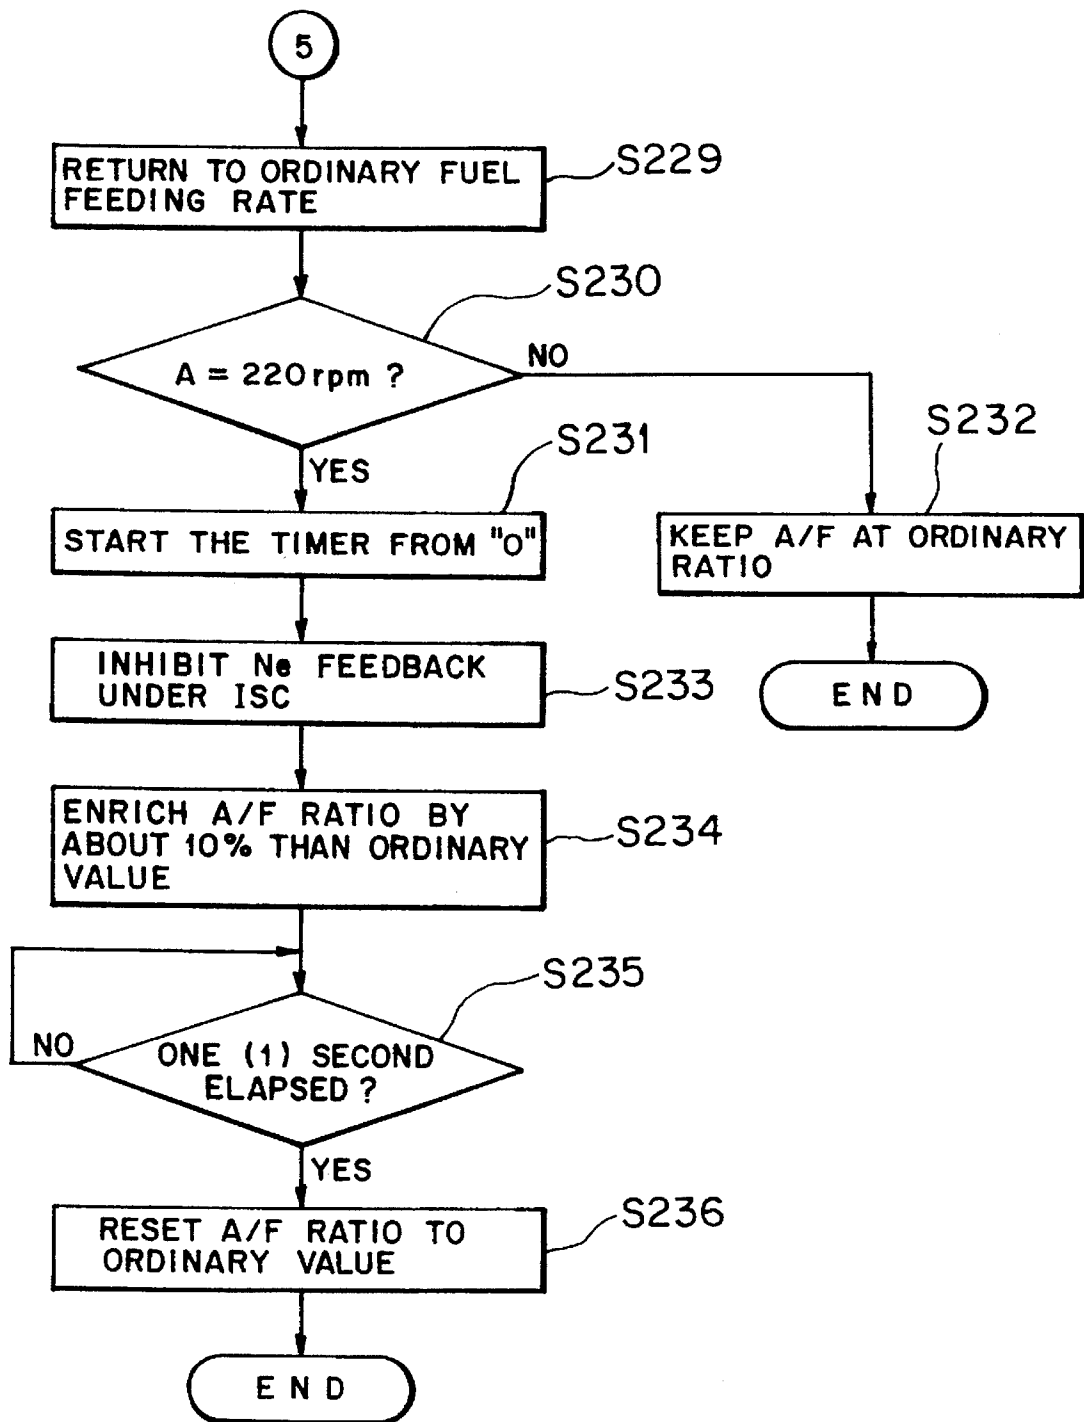 5
RETURN TO ORDINARY FUEL
FEEDING RATE
S229
S230
A = 220 rpm ?
NO
YES
S231
START THE TIMER FROM "0"
S232
KEEP A/F AT ORDINARY
RATIO
END
INHIBIT Ne FEEDBACK
UNDER ISC
S233
ENRICH A/F RATIO BY
ABOUT 10% THAN ORDINARY
VALUE
S234
S235
NO
ONE (1) SECOND
ELAPSED ?
YES
RESET A/F RATIO TO
ORDINARY VALUE
S236
END